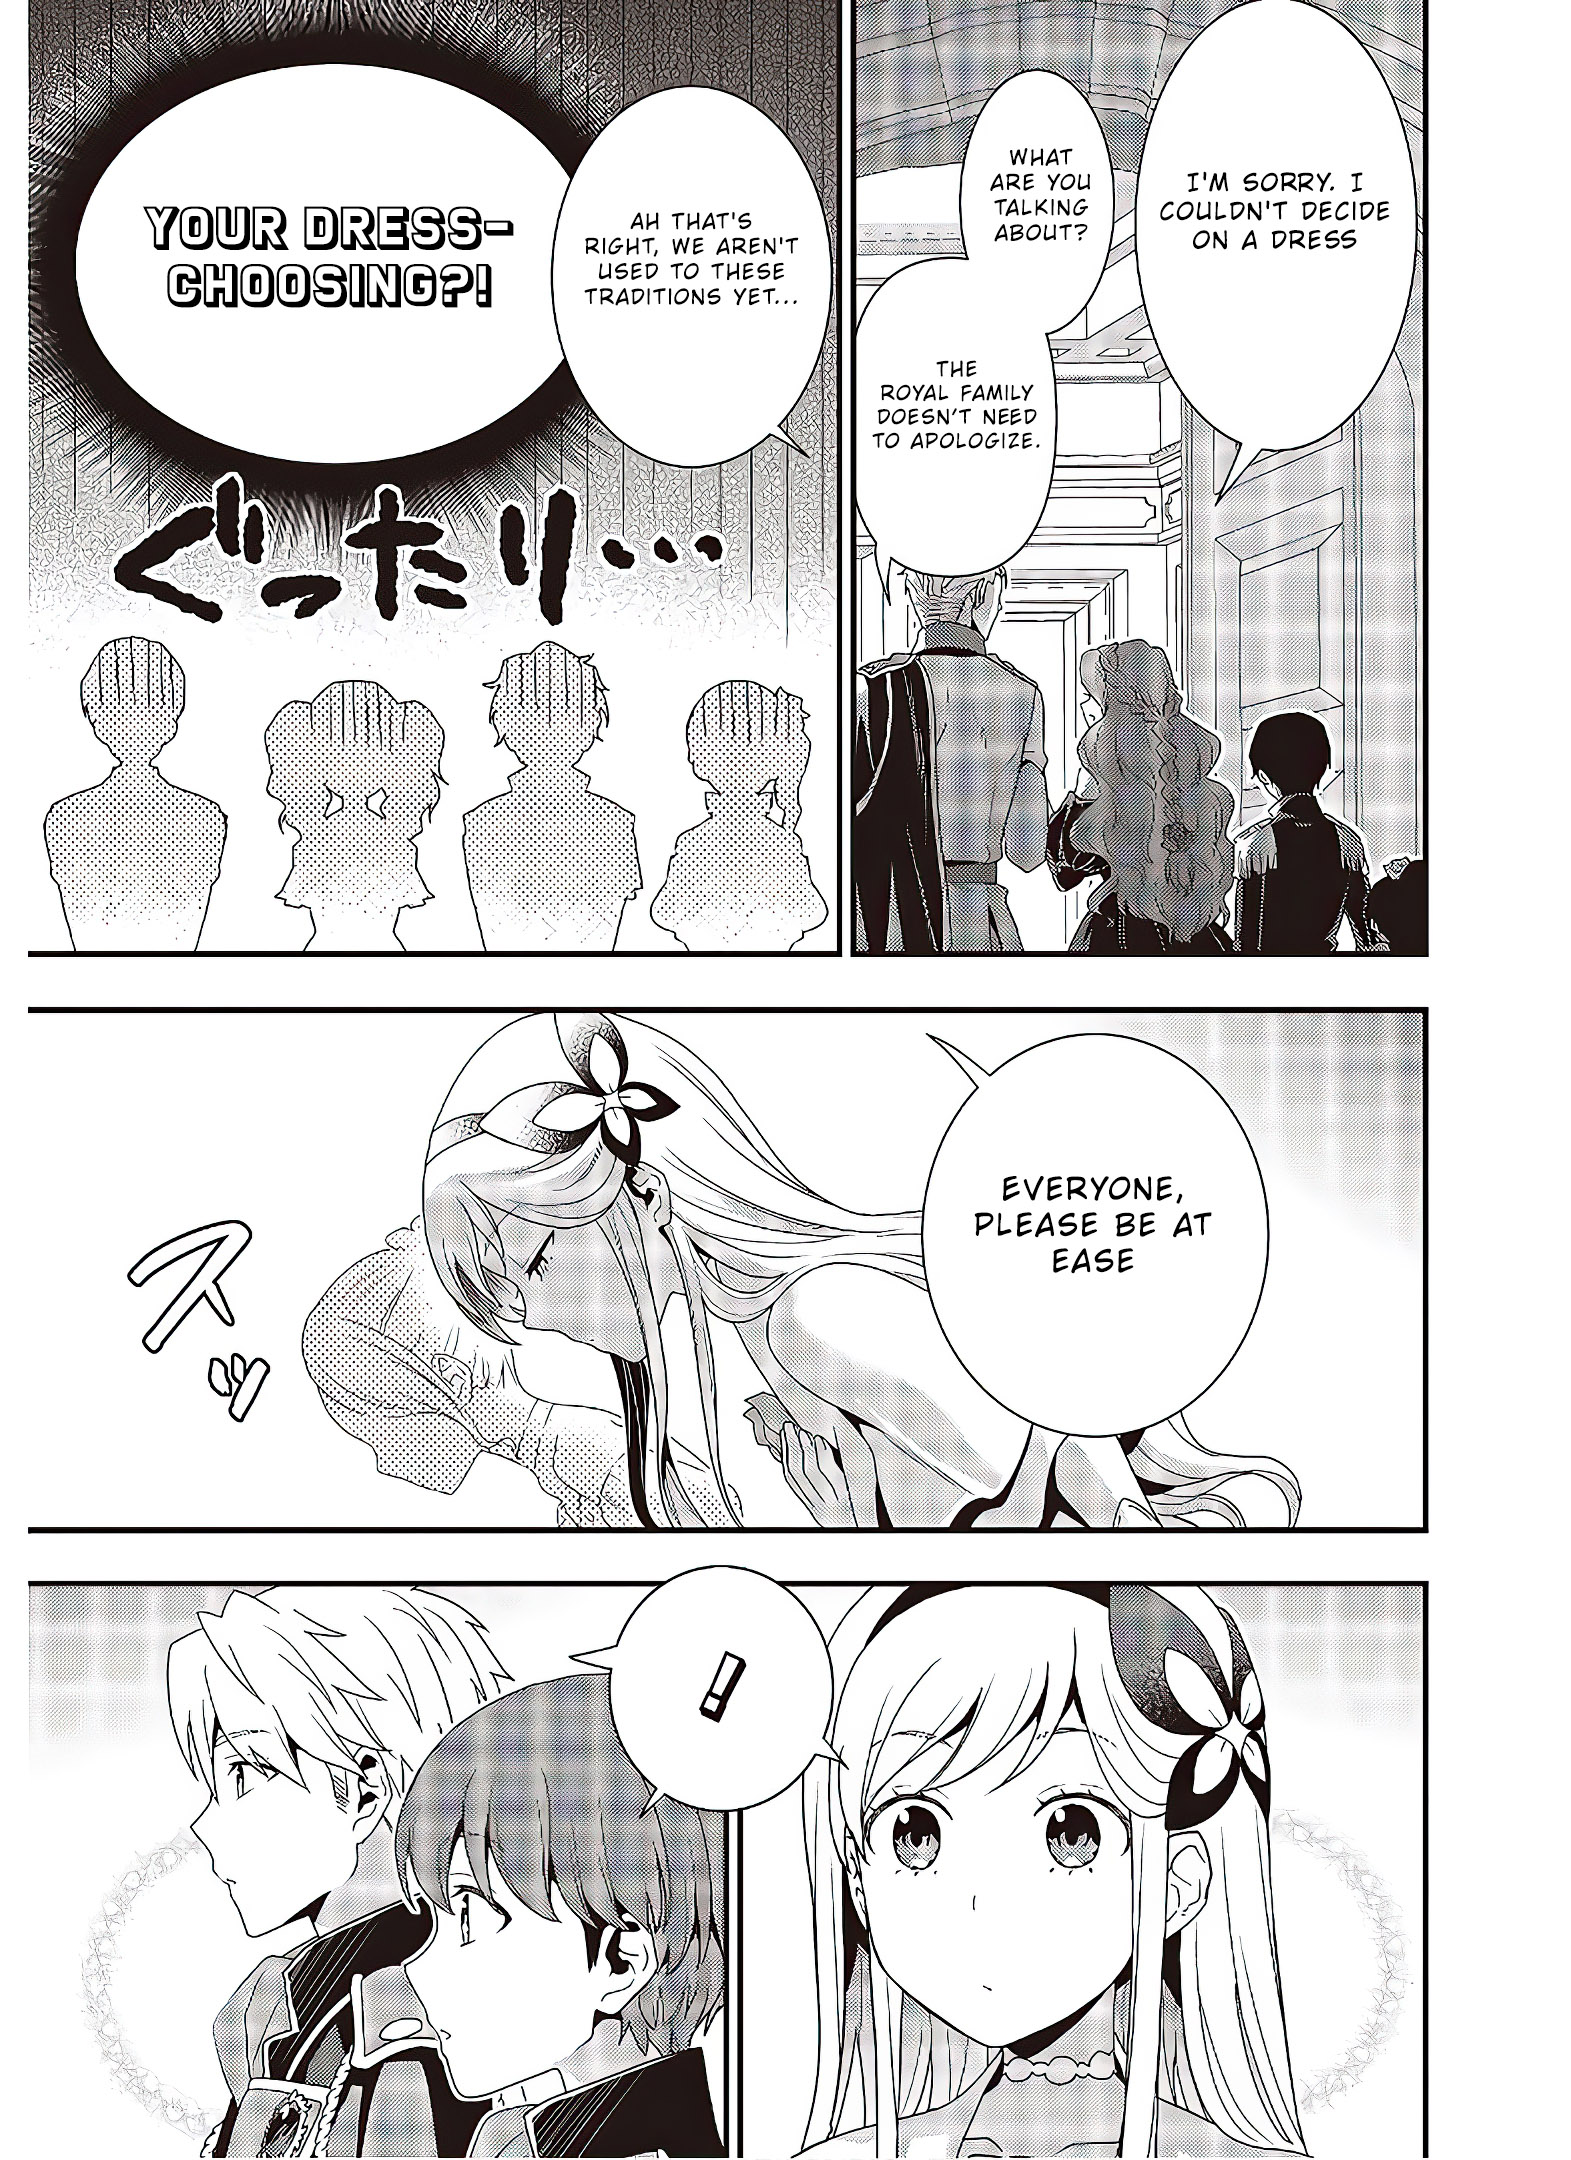 I'M SORRY. I
COULDN'T DECIDE
ON A DRESS
WHAT
ARE YOU
TALKING
ABOUT?
THE
ROYAL FAMILY
DOESN'T NEED
TO APOLOGIZE.
AH THAT'S
RIGHT, WE AREN'T
USED TO THESE
TRADITIONS YET...
YOUR DRESS-
CHOOSING?!
ぐったり…
EVERYONE,
PLEASE BE AT
EASE
スッ
!